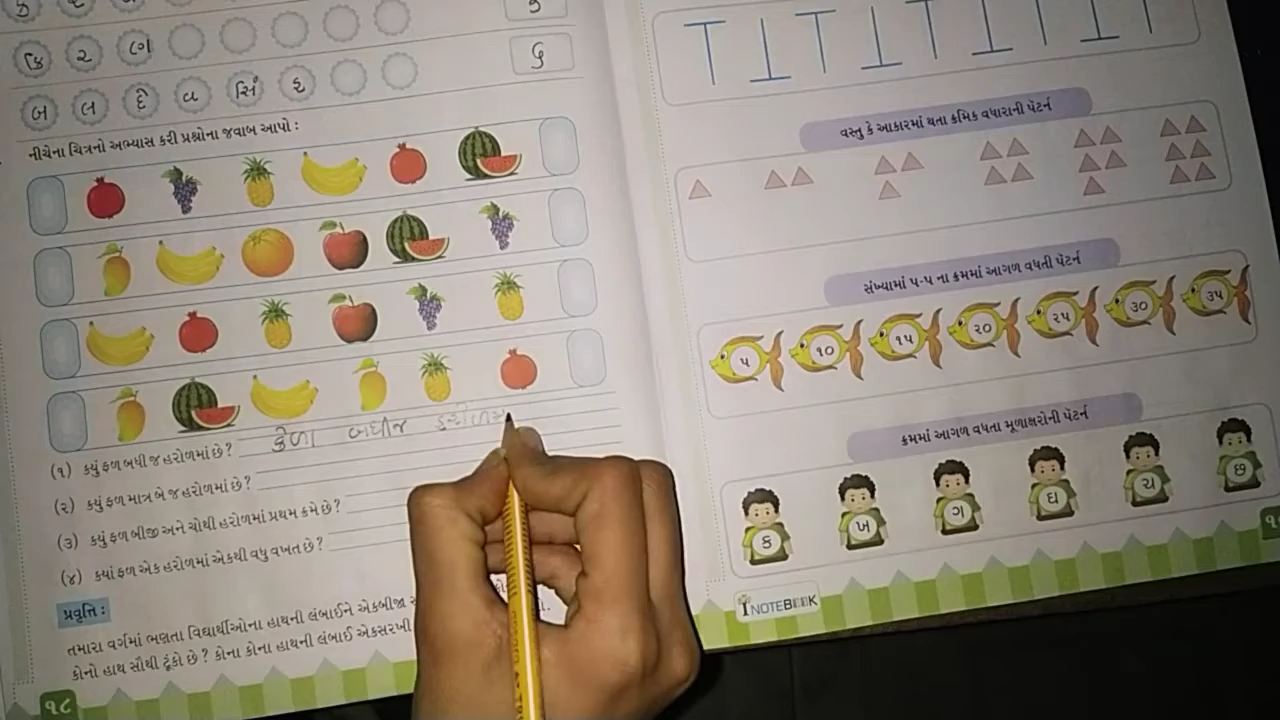 કિ ર ણ
બ લ દે વ સિં હ ૬
નીચેના ચિત્રનો અભ્યાસ કરી પ્રશ્નોના જવાબ આપો :
(૧) કયું ફળ બધી જ હરોળમાં છે? કેળા બધીજ
(૨) કયું ફળ માત્ર બે જ હરોળમાં છે?
(૩) કયું ફળ બીજી અને ચોથી હરોળમાં પ્રથમ ક્રમે છે?
(૪) કયાં ફળ એક હરોળમાં એકથી વધુ વખત છે?
પ્રવૃત્તિ :
તમારા વર્ગમાં ભણતા વિદ્યાર્થીઓના હાથની લંબાઈને એકબીજા
કોનો હાથ સૌથી ટૂંકો છે? કોના કોના હાથની લંબાઈ એકસરખી
૧૮
વસ્તુ કે આકારમાં થતા ક્રમિક વધારાની પૅટર્ન
સંખ્યામાં ૫-૫ ના ક્રમમાં આગળ વધતી પૅટર્ન
૫ ૧૦ ૧૫ ૨૦ ૨૫ ૩૦ ૩૫
ક્રમમાં આગળ વધતા મૂળાક્ષરોની પૅટર્ન
ક ખ ગ ઘ ચ છ
iNOTEBOOK